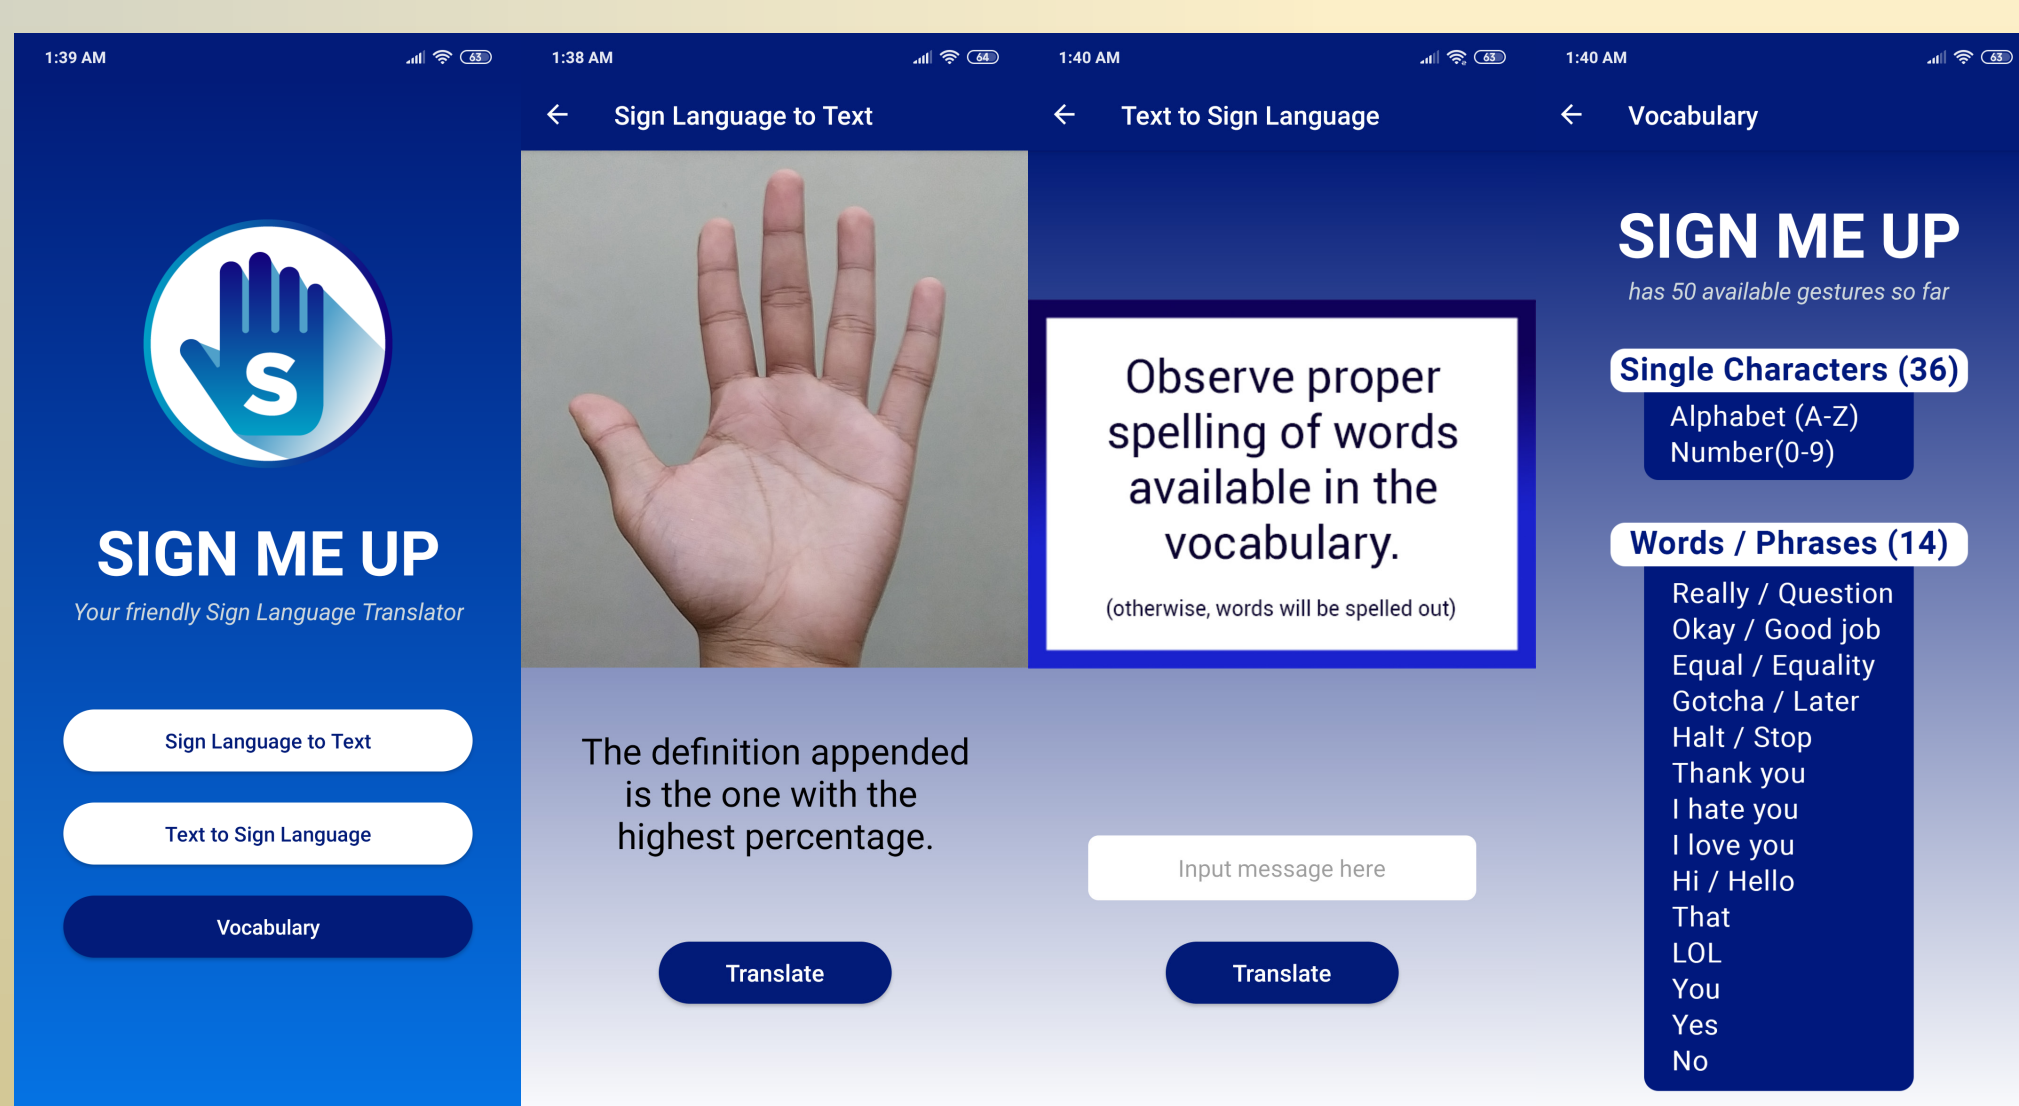 1:39 AM
63
S
SIGN ME UP
Your friendly Sign Language Translator
Sign Language to Text
Text to Sign Language
Vocabulary
1:38 AM
64
Sign Language to Text
The definition appended
is the one with the
highest percentage.
Translate
1:40 AM
63
Text to Sign Language
Observe proper
spelling of words
available in the
vocabulary.
(otherwise, words will be spelled out)
Input message here
Translate
1:40 AM
63
Vocabulary
SIGN ME UP
has 50 available gestures so far
Single Characters (36)
Alphabet (A-Z)
Number(0-9)
Words / Phrases (14)
Really / Question
Okay / Good job
Equal / Equality
Gotcha / Later
Halt / Stop
Thank you
I hate you
I love you
Hi / Hello
That
LOL
You
Yes
No